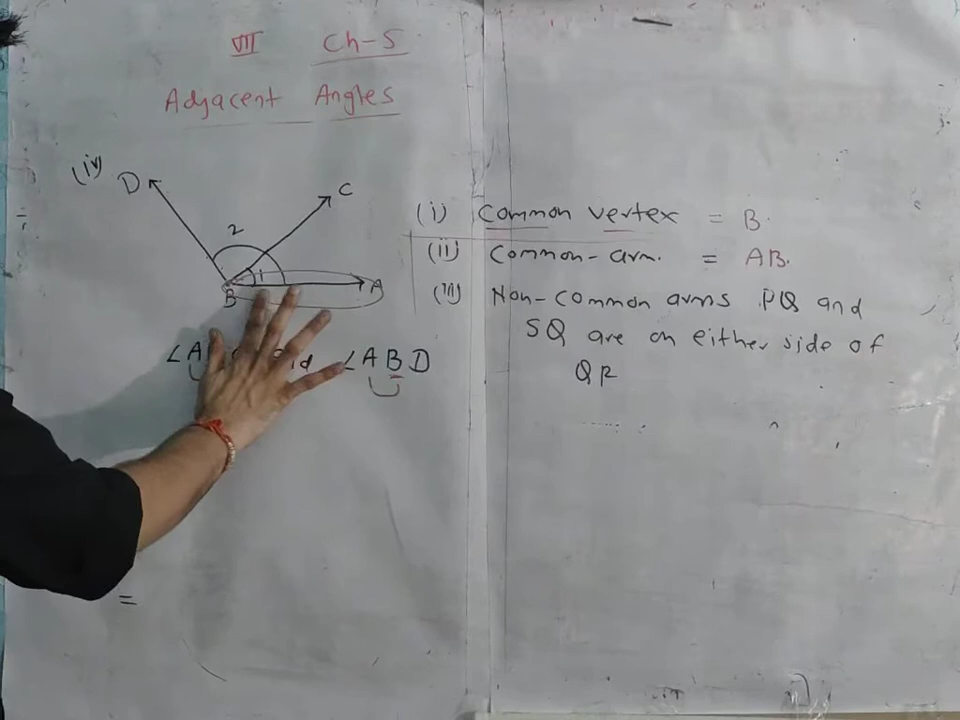 VII Ch-5
Adjacent Angles
(iv)
D
C
2
1
B
A
∠A
∠ABD
(i) Common vertex = B.
(ii) Common-arm. = AB.
(iii) Non-common arms PQ and
SQ are on either side of
QR
=